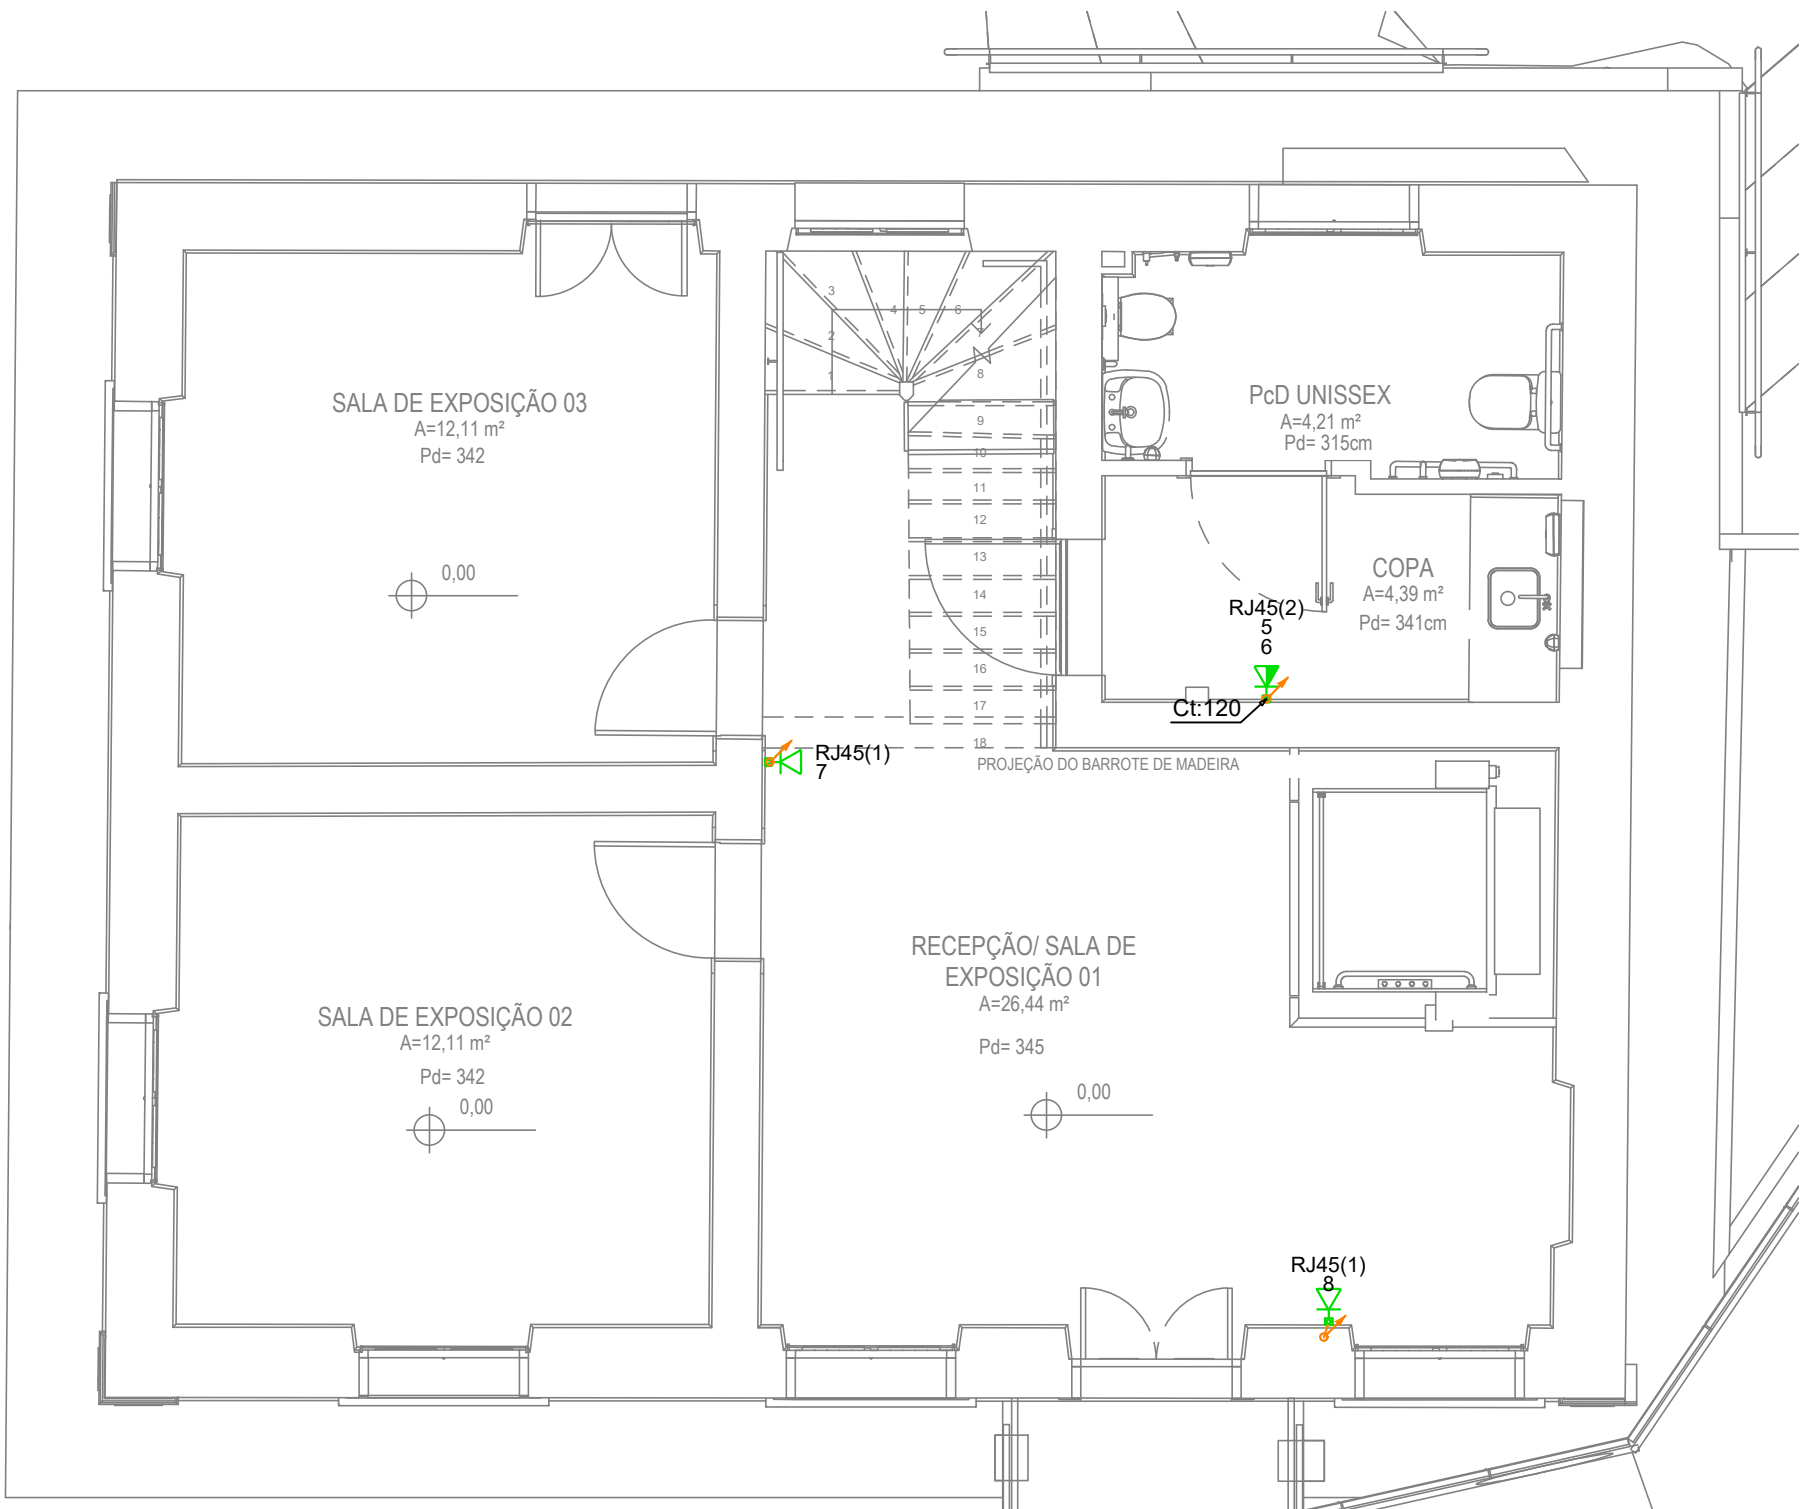 3
4
5
6
2
1
7
8
9
10
11
12
13
14
15
16
17
18
SALA DE EXPOSIÇÃO 03
A=12,11 m²
Pd= 342
0,00
PcD UNISSEX
A=4,21 m²
Pd= 315cm
COPA
A=4,39 m²
Pd= 341cm
RJ45(2)
5
6
Ct:120
RJ45(1)
7
PROJEÇÃO DO BARROTE DE MADEIRA
RECEPÇÃO/ SALA DE
EXPOSIÇÃO 01
A=26,44 m²
Pd= 345
0,00
SALA DE EXPOSIÇÃO 02
A=12,11 m²
Pd= 342
0,00
RJ45(1)
8